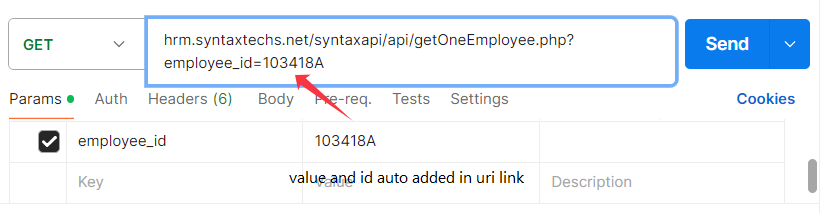 GET
hrm.syntaxtechs.net/syntaxapi/api/getOneEmployee.php?
employee_id=103418A
Send
Params Auth Headers (6) Body Pre-req. Tests Settings Cookies
employee_id 103418A
value and id auto added in uri link
Key Value Description